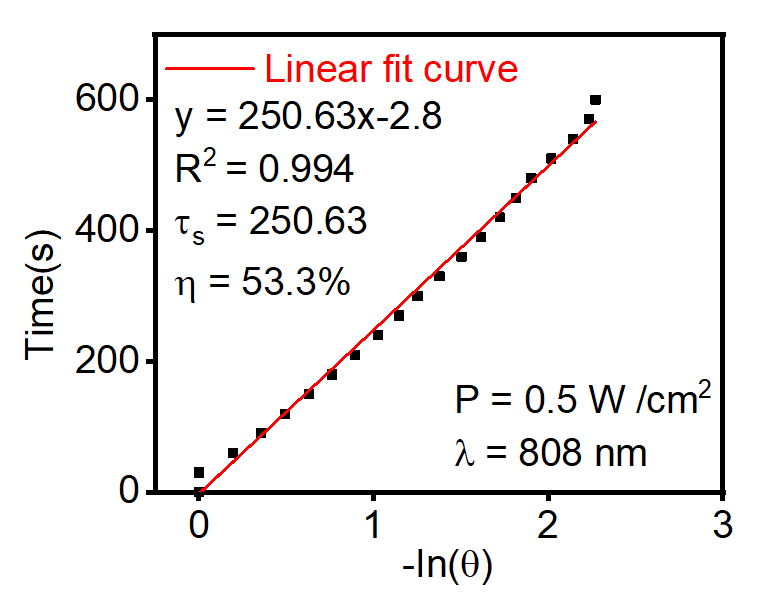 Linear fit curve
y = 250.63x-2.8
R² = 0.994
τₛ = 250.63
η = 53.3%
P = 0.5 W /cm²
λ = 808 nm
Time(s)
600
400
200
0
0 1 2 3
-ln(θ)